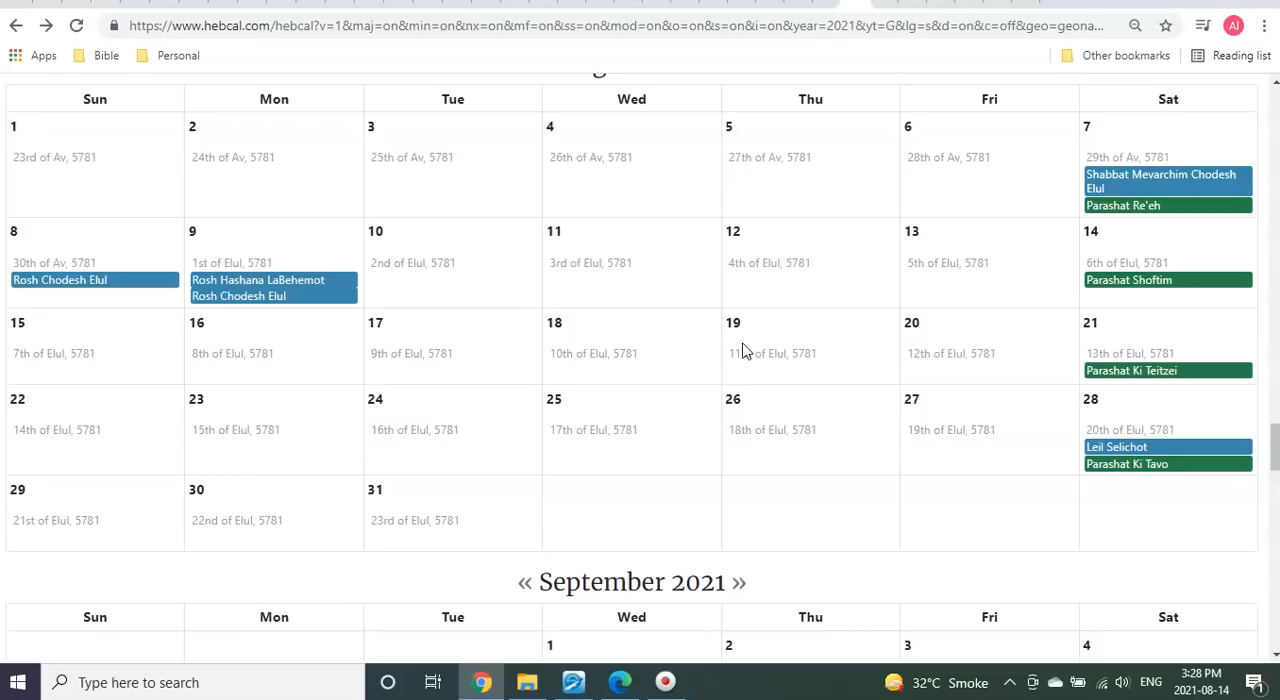 https://www.hebcal.com/hebcal?v=1&maj=on&min=on&nx=on&mf=on&ss=on&mod=on&o=on&s=on&i=on&year=2021&yt=G&lg=s&d=on&c=off&geo=geona...
AI
Apps Bible Personal Other bookmarks Reading list
Sun Mon Tue Wed Thu Fri Sat
1 2 3 4 5 6 7
23rd of Av, 5781 24th of Av, 5781 25th of Av, 5781 26th of Av, 5781 27th of Av, 5781 28th of Av, 5781 29th of Av, 5781
Shabbat Mevarchim Chodesh
Elul
Parashat Re'eh
8 9 10 11 12 13 14
30th of Av, 5781 1st of Elul, 5781 2nd of Elul, 5781 3rd of Elul, 5781 4th of Elul, 5781 5th of Elul, 5781 6th of Elul, 5781
Rosh Chodesh Elul Rosh Hashana LaBehemot Parashat Shoftim
Rosh Chodesh Elul
15 16 17 18 19 20 21
7th of Elul, 5781 8th of Elul, 5781 9th of Elul, 5781 10th of Elul, 5781 of Elul, 5781 12th of Elul, 5781 13th of Elul, 5781
Parashat Ki Teitzei
22 23 24 25 26 27 28
14th of Elul, 5781 15th of Elul, 5781 16th of Elul, 5781 17th of Elul, 5781 18th of Elul, 5781 19th of Elul, 5781 20th of Elul, 5781
Leil Selichot
Parashat Ki Tavo
29 30 31
21st of Elul, 5781 22nd of Elul, 5781 23rd of Elul, 5781
« September 2021 »
Sun Mon Tue Wed Thu Fri Sat
1 2 3 4
Type here to search 32°C Smoke ENG 3:28 PM
2021-08-14
1